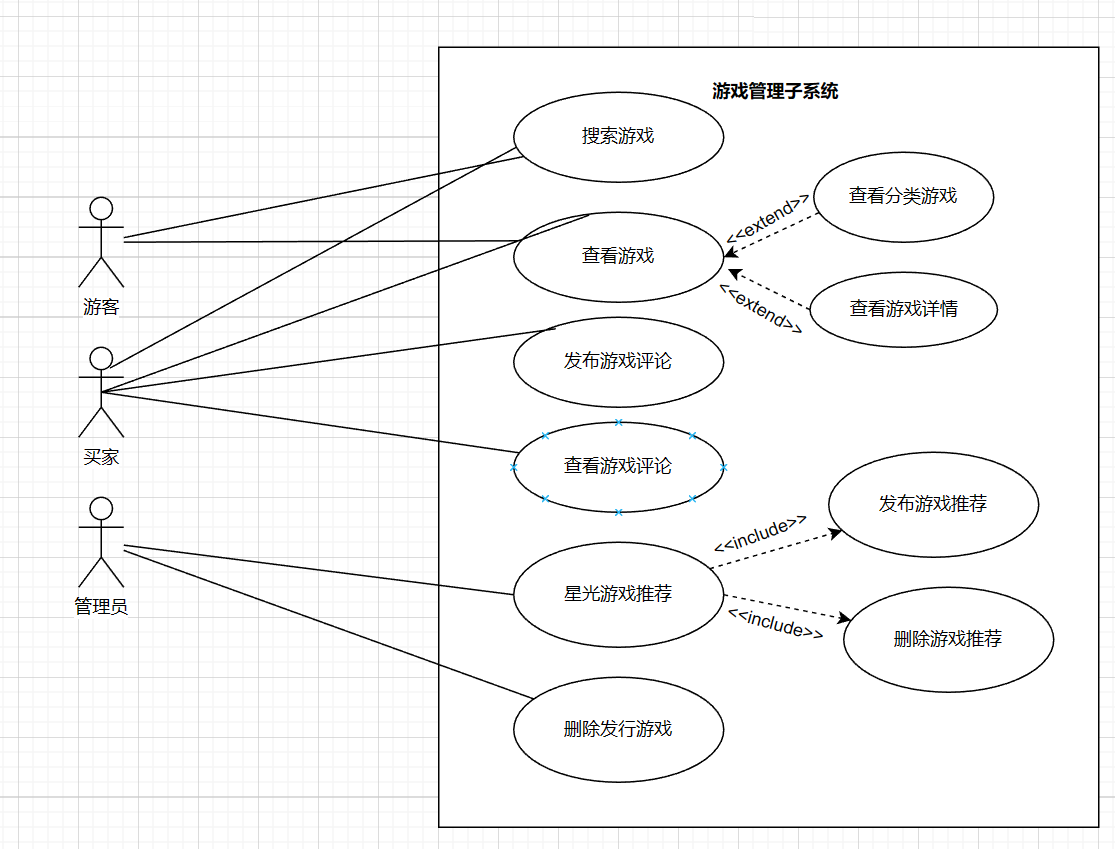 游戏管理子系统
搜索游戏
查看分类游戏
<<extend>>
游客
查看游戏
查看游戏详情
<<extend>>
发布游戏评论
买家
查看游戏评论
发布游戏推荐
<<include>>
管理员
星光游戏推荐
<<include>>
删除游戏推荐
删除发行游戏